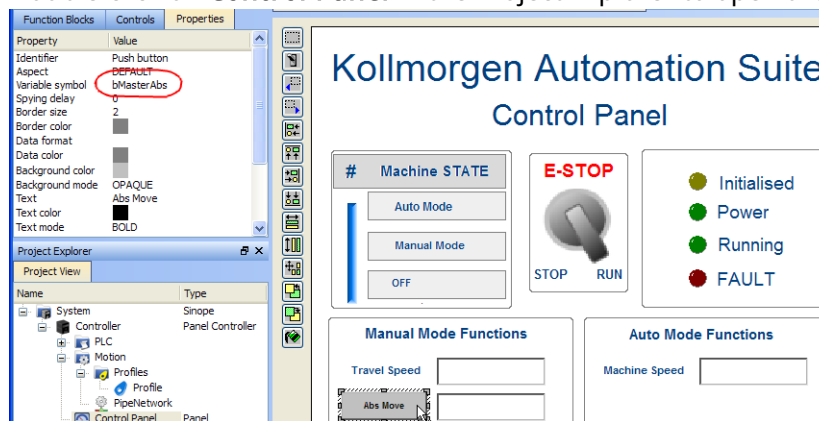 Function Blocks Controls Properties
Property Value
Identifier Push button
Aspect DEFAULT
Variable symbol bMasterAbs
Spying delay 0
Border size 2
Border color
Data format
Data color
Background color
Background mode OPAQUE
Text Abs Move
Text color
Text mode BOLD
Project Explorer
Project View
Name Type
System Sinope
Controller Panel Controller
PLC
Motion
Profiles
Profile
PipeNetwork
Control Panel Panel
Kollmorgen Automation Suite
Control Panel
# Machine STATE
Auto Mode
Manual Mode
OFF
E-STOP
STOP RUN
Initialised
Power
Running
FAULT
Manual Mode Functions
Travel Speed
Abs Move
Auto Mode Functions
Machine Speed